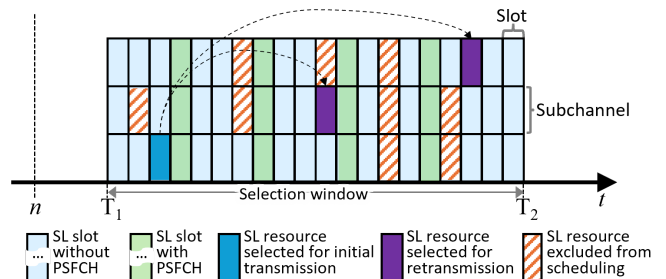 Slot
Subchannel
Selection window
n
T1
T2
t
... SL slot without PSFCH
... SL slot with PSFCH
SL resource selected for initial transmission
SL resource selected for retransmission
SL resource excluded from scheduling